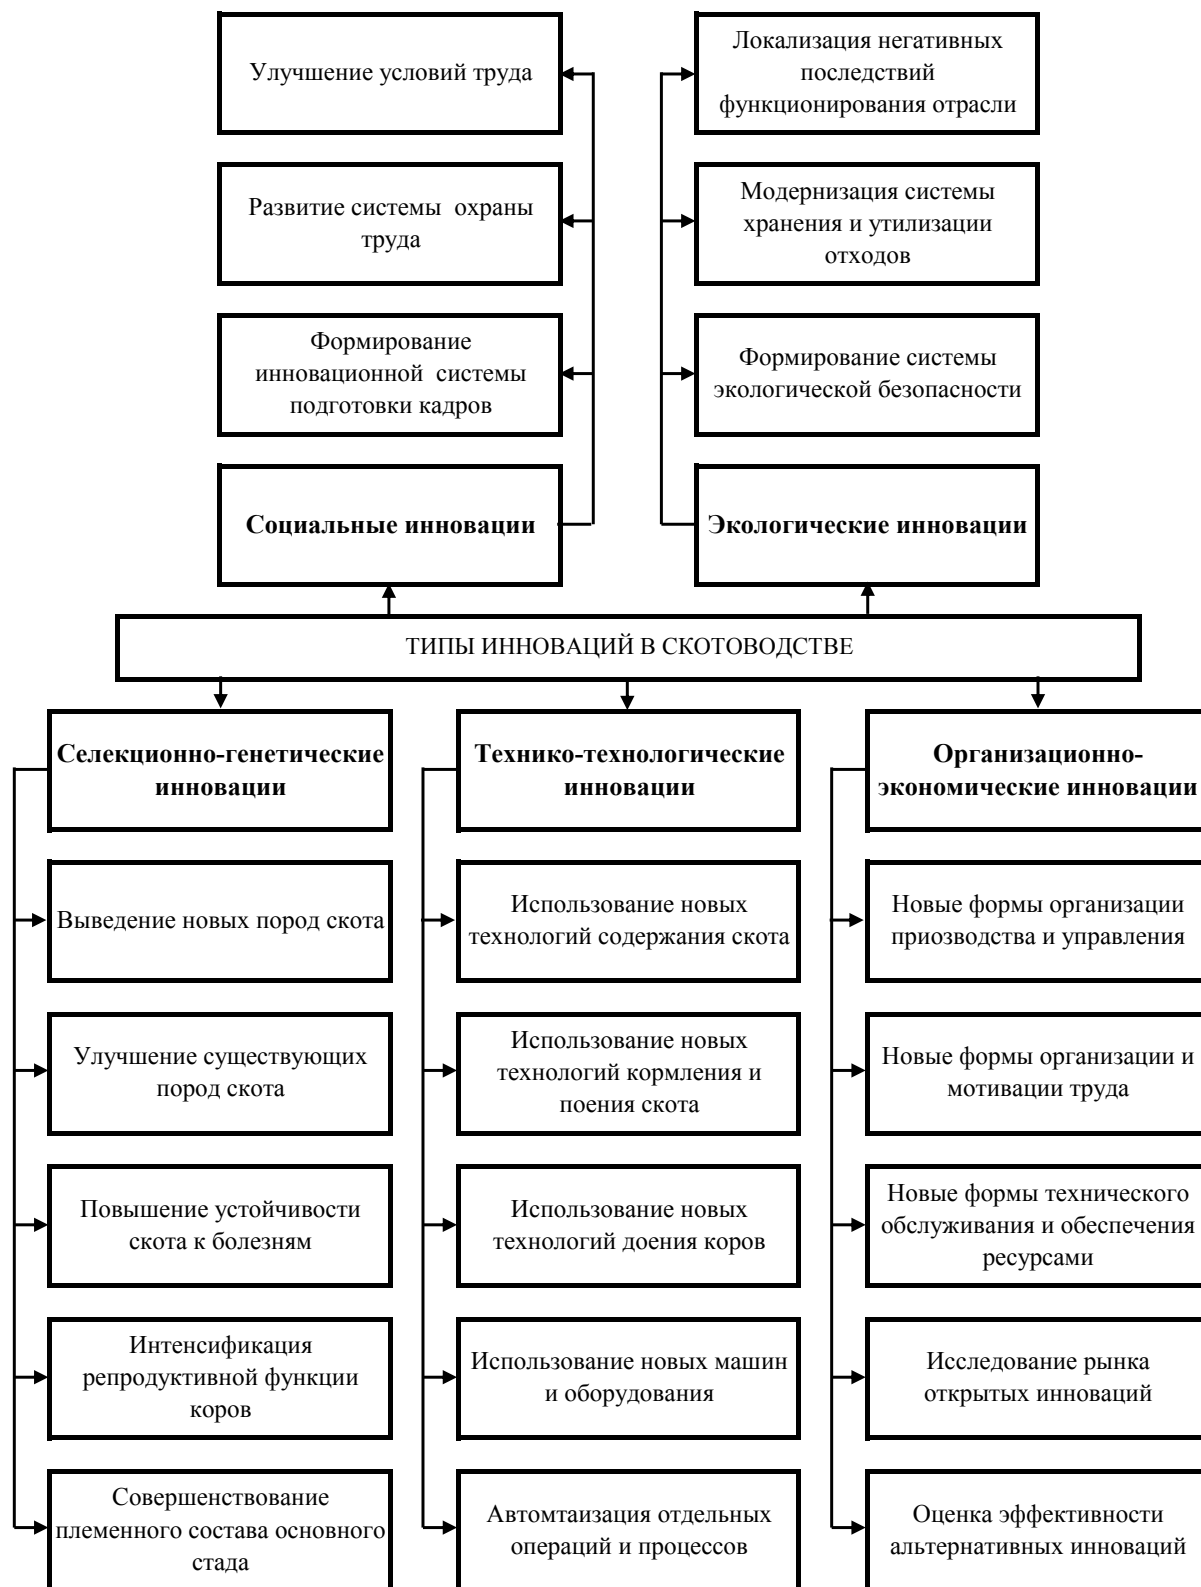 Улучшение условий труда
Локализация негативных
последствий
функционирования отрасли
Развитие системы охраны
труда
Модернизация системы
хранения и утилизации
отходов
Формирование
инновационной системы
подготовки кадров
Формирование системы
экологической безопасности
Социальные инновации
Экологические инновации
ТИПЫ ИННОВАЦИЙ В СКОТОВОДСТВЕ
Селекционно-генетические
инновации
Технико-технологические
инновации
Организационно-
экономические инновации
Выведение новых пород скота
Использование новых
технологий содержания скота
Новые формы организации
приозводства и управления
Улучшение существующих
пород скота
Использование новых
технологий кормления и
поения скота
Новые формы организации и
мотивации труда
Повышение устойчивости
скота к болезням
Использование новых
технологий доения коров
Новые формы технического
обслуживания и обеспечения
ресурсами
Интенсификация
репродуктивной функции
коров
Использование новых машин
и оборудования
Исследование рынка
открытых инноваций
Совершенствование
племенного состава основного
стада
Автомтаизация отдельных
операций и процессов
Оценка эффективности
альтернативных инноваций